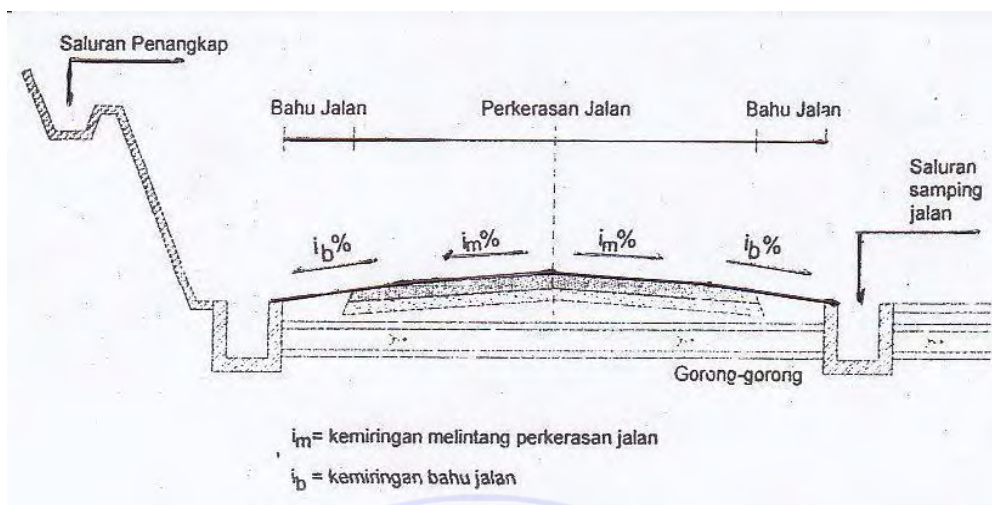 Saluran Penangkap
Bahu Jalan Perkerasan Jalan Bahu Jalan
Saluran
samping
jalan
ib% im% im% ib%
Gorong-gorong
im= kemiringan melintang perkerasan jalan
ib = kemiringan bahu jalan